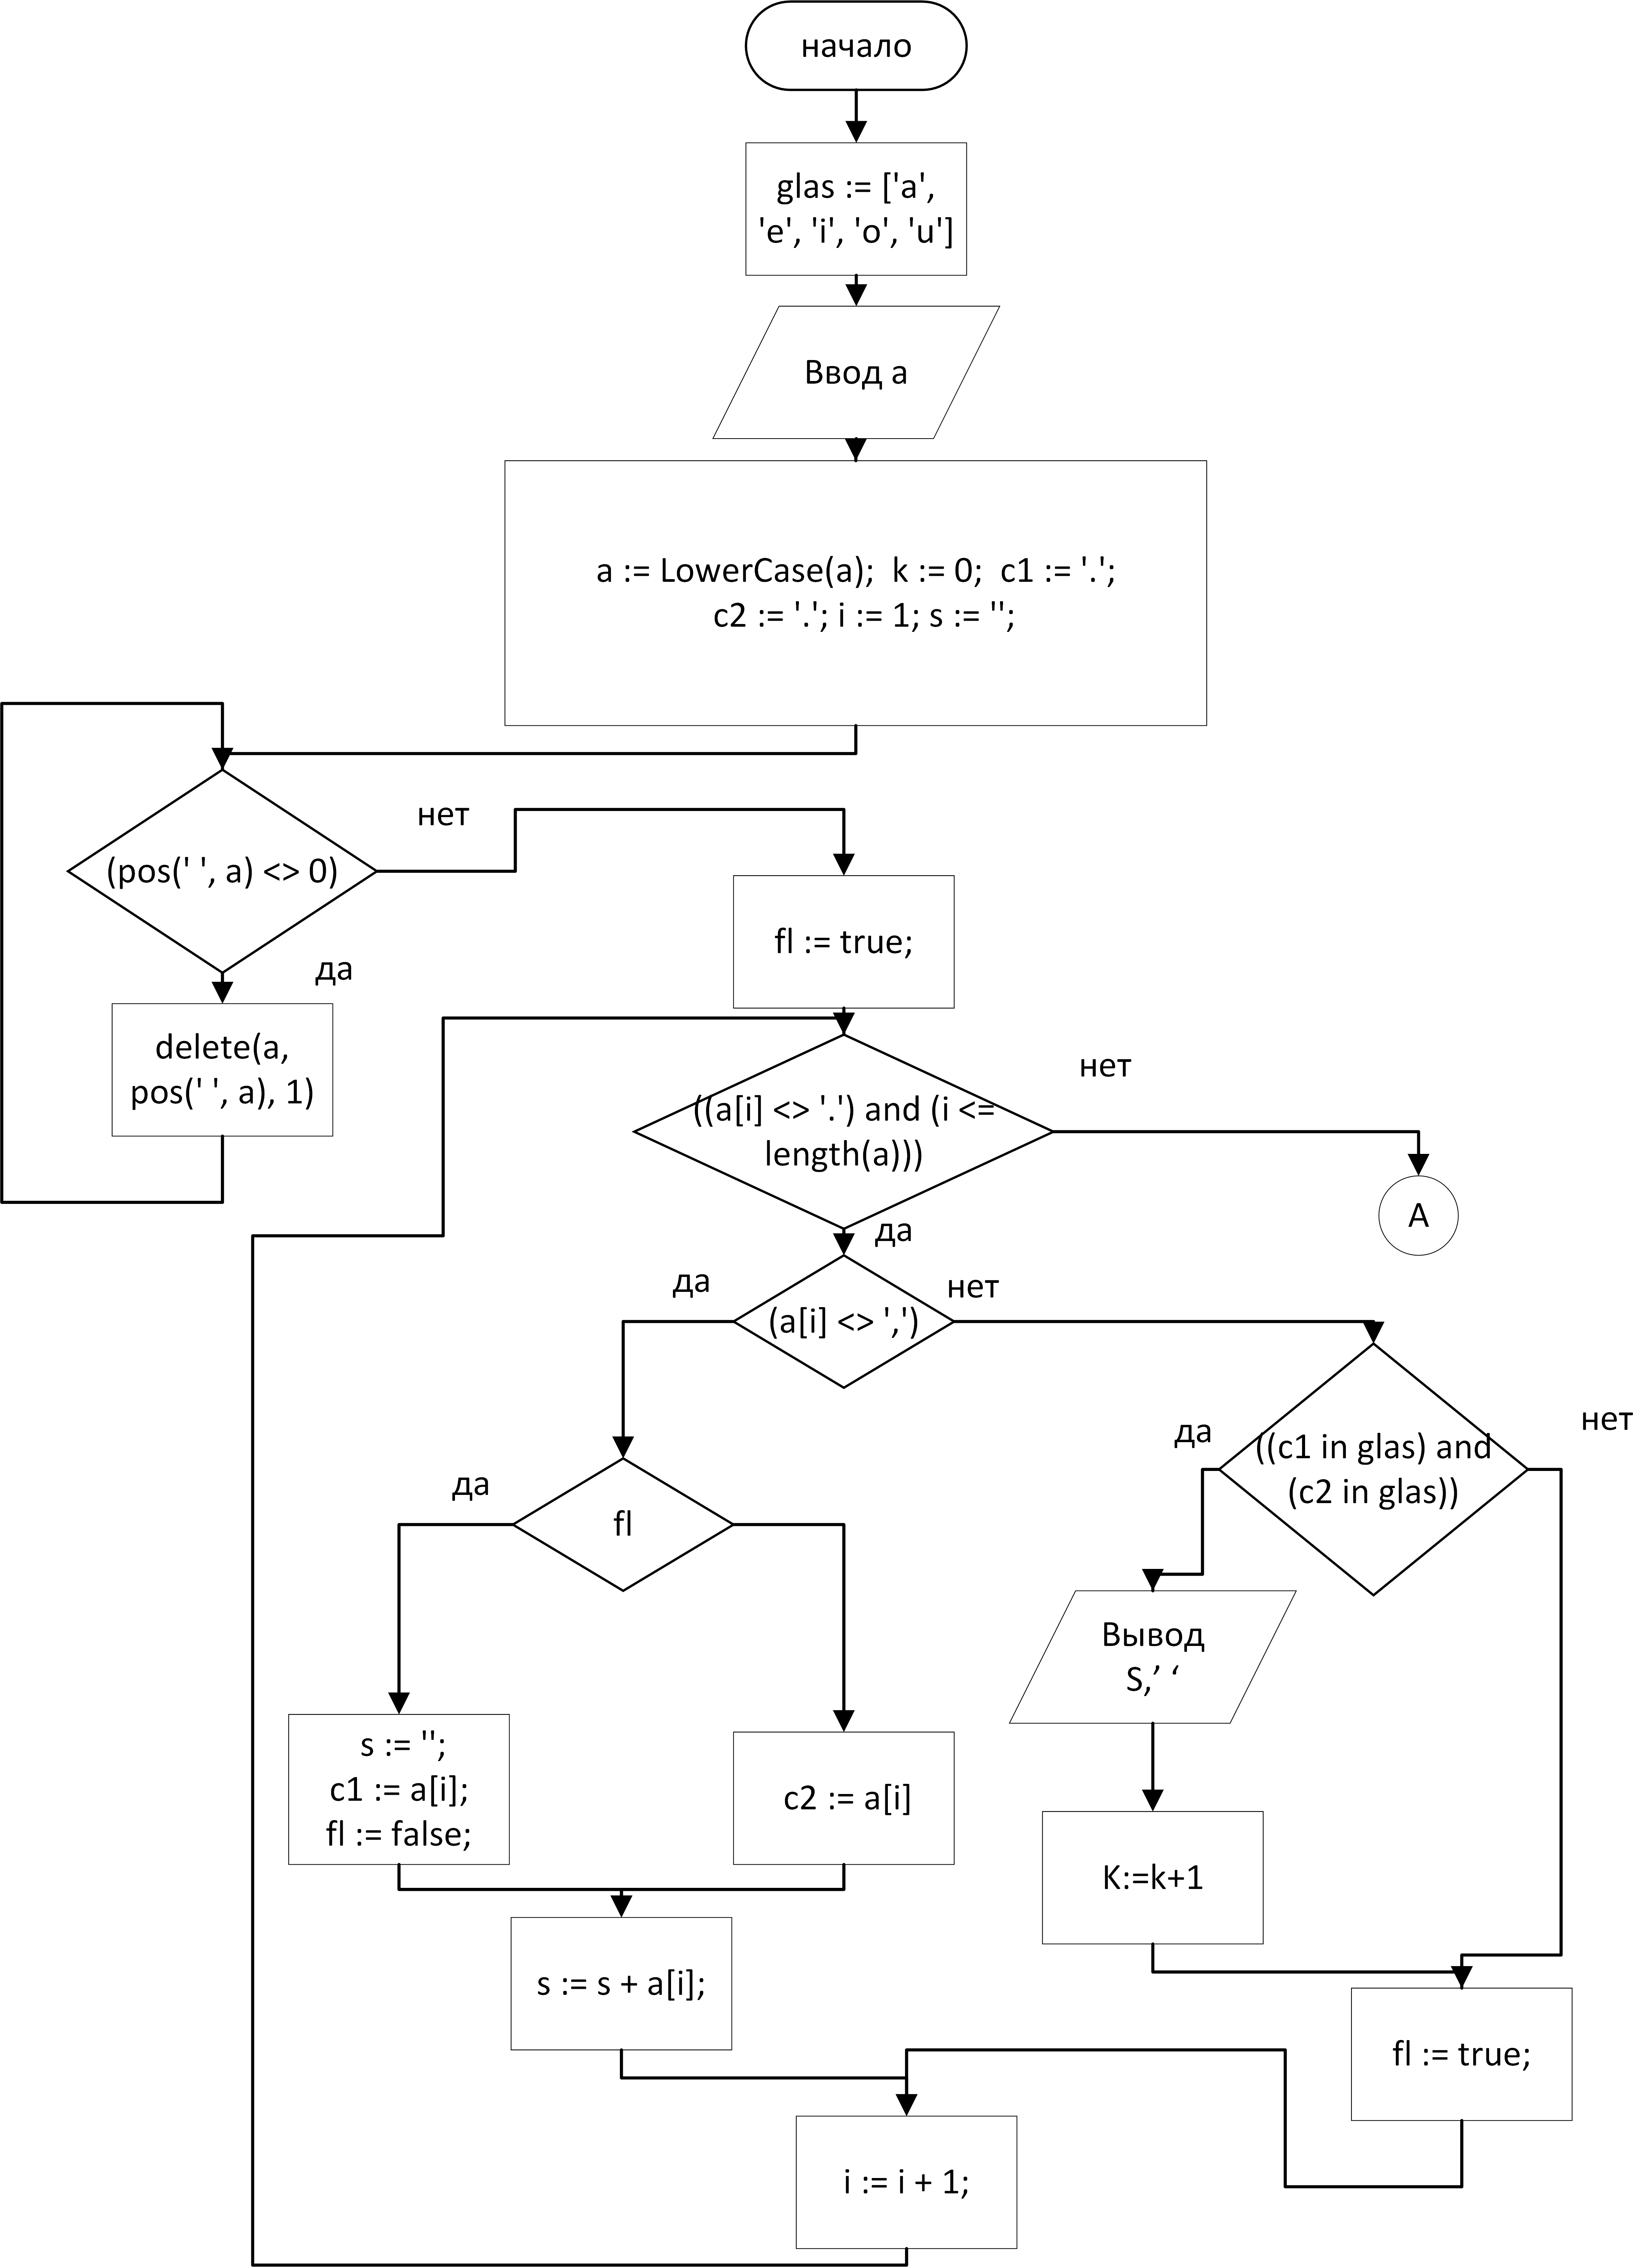 начало
glas := ['a',
'e', 'i', 'o', 'u']
Ввод a
a := LowerCase(a);  k := 0;  c1 := '.';
c2 := '.'; i := 1; s := '';
(pos(' ', a) <> 0)
нет
да
delete(a,
pos(' ', a), 1)
fl := true;
((a[i] <> '.') and (i <=
length(a)))
нет
А
да
(a[i] <> ',')
да
нет
((c1 in glas) and
(c2 in glas))
да
нет
fl
да
Вывод
S,’ ‘
s := '';
c1 := a[i];
fl := false;
c2 := a[i]
K:=k+1
s := s + a[i];
fl := true;
i := i + 1;